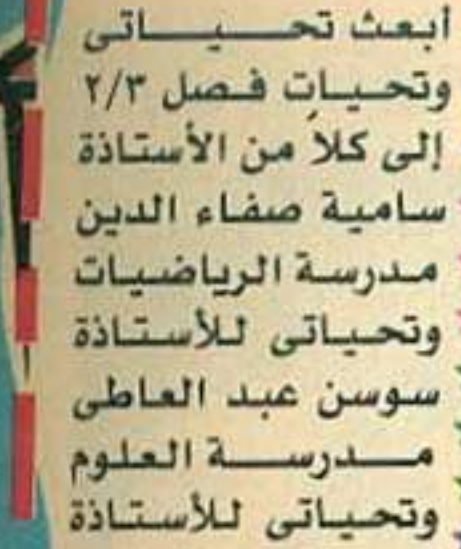 أبعث تحياتى
وتحيات فصل ٢/٣
إلى كلاً من الأستاذة
سامية صفاء الدين
مدرسة الرياضيات
وتحياتى للأستاذة
سوسن عبد العاطى
مدرسة العلوم
وتحياتى للأستاذة